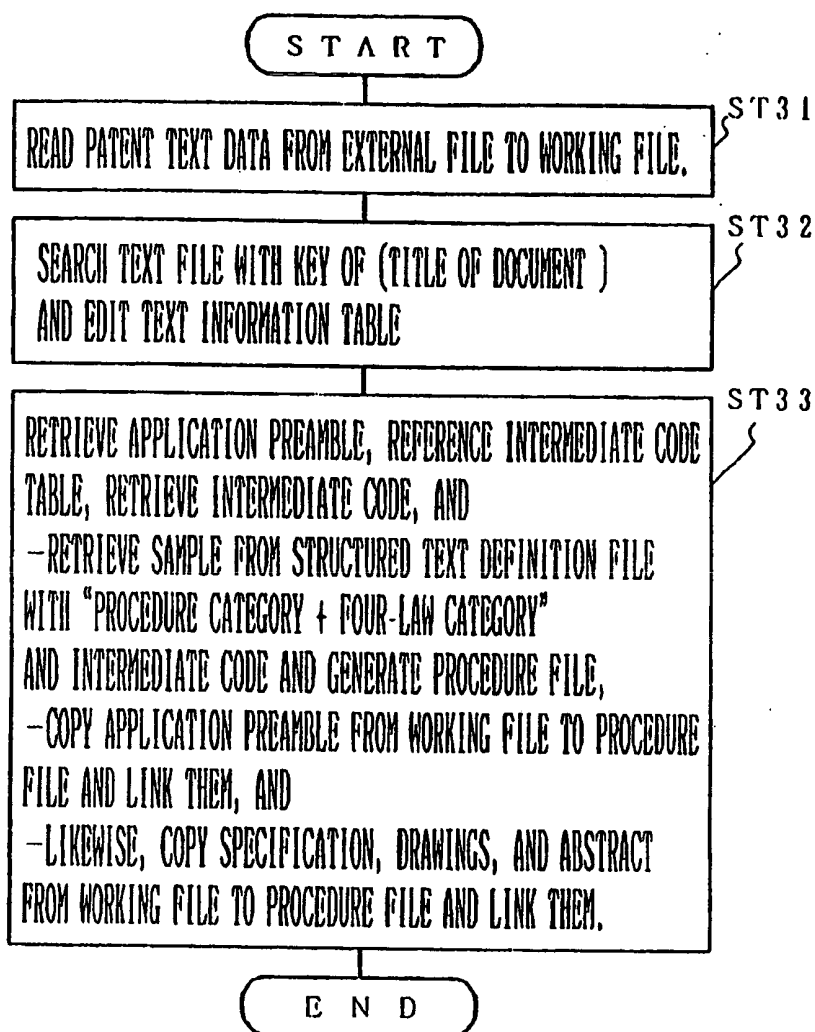 START
ST31
READ PATENT TEXT DATA FROM EXTERNAL FILE TO WORKING FILE.
ST32
SEARCH TEXT FILE WITH KEY OF (TITLE OF DOCUMENT )
AND EDIT TEXT INFORMATION TABLE
ST33
RETRIEVE APPLICATION PREAMBLE, REFERENCE INTERMEDIATE CODE
TABLE, RETRIEVE INTERMEDIATE CODE, AND
—RETRIEVE SAMPLE FROM STRUCTURED TEXT DEFINITION FILE
WITH “PROCEDURE CATEGORY + FOUR-LAW CATEGORY”
AND INTERMEDIATE CODE AND GENERATE PROCEDURE FILE,
—COPY APPLICATION PREAMBLE FROM WORKING FILE TO PROCEDURE
FILE AND LINK THEM, AND
—LIKEWISE, COPY SPECIFICATION, DRAWINGS, AND ABSTRACT
FROM WORKING FILE TO PROCEDURE FILE AND LINK THEM.
END